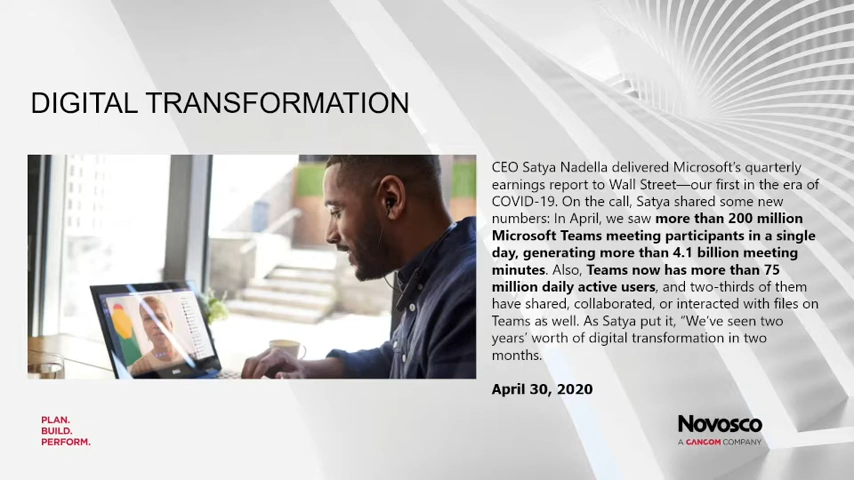 DIGITAL TRANSFORMATION
CEO Satya Nadella delivered Microsoft's quarterly
earnings report to Wall Street—our first in the era of
COVID-19. On the call, Satya shared some new
numbers: In April, we saw more than 200 million
Microsoft Teams meeting participants in a single
day, generating more than 4.1 billion meeting
minutes. Also, Teams now has more than 75
million daily active users, and two-thirds of them
have shared, collaborated, or interacted with files on
Teams as well. As Satya put it, “We've seen two
years' worth of digital transformation in two
months.
April 30, 2020
PLAN.
BUILD.
PERFORM.
Novosco
A CANCOM COMPANY